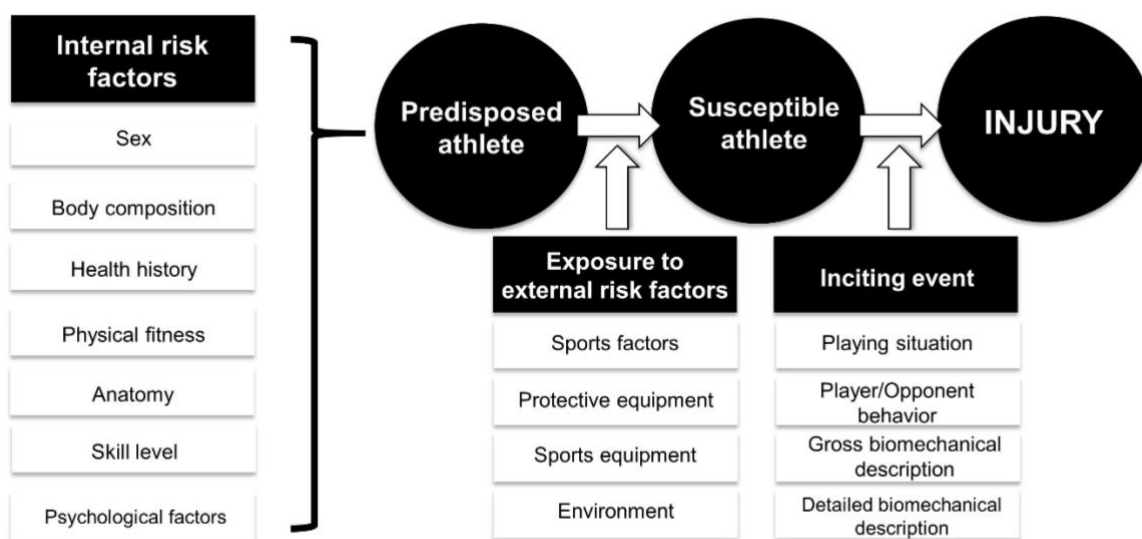 Internal risk
factors
Sex
Body composition
Health history
Physical fitness
Anatomy
Skill level
Psychological factors
Predisposed
athlete
Susceptible
athlete
INJURY
Exposure to
external risk factors
Sports factors
Protective equipment
Sports equipment
Environment
Inciting event
Playing situation
Player/Opponent
behavior
Gross biomechanical
description
Detailed biomechanical
description